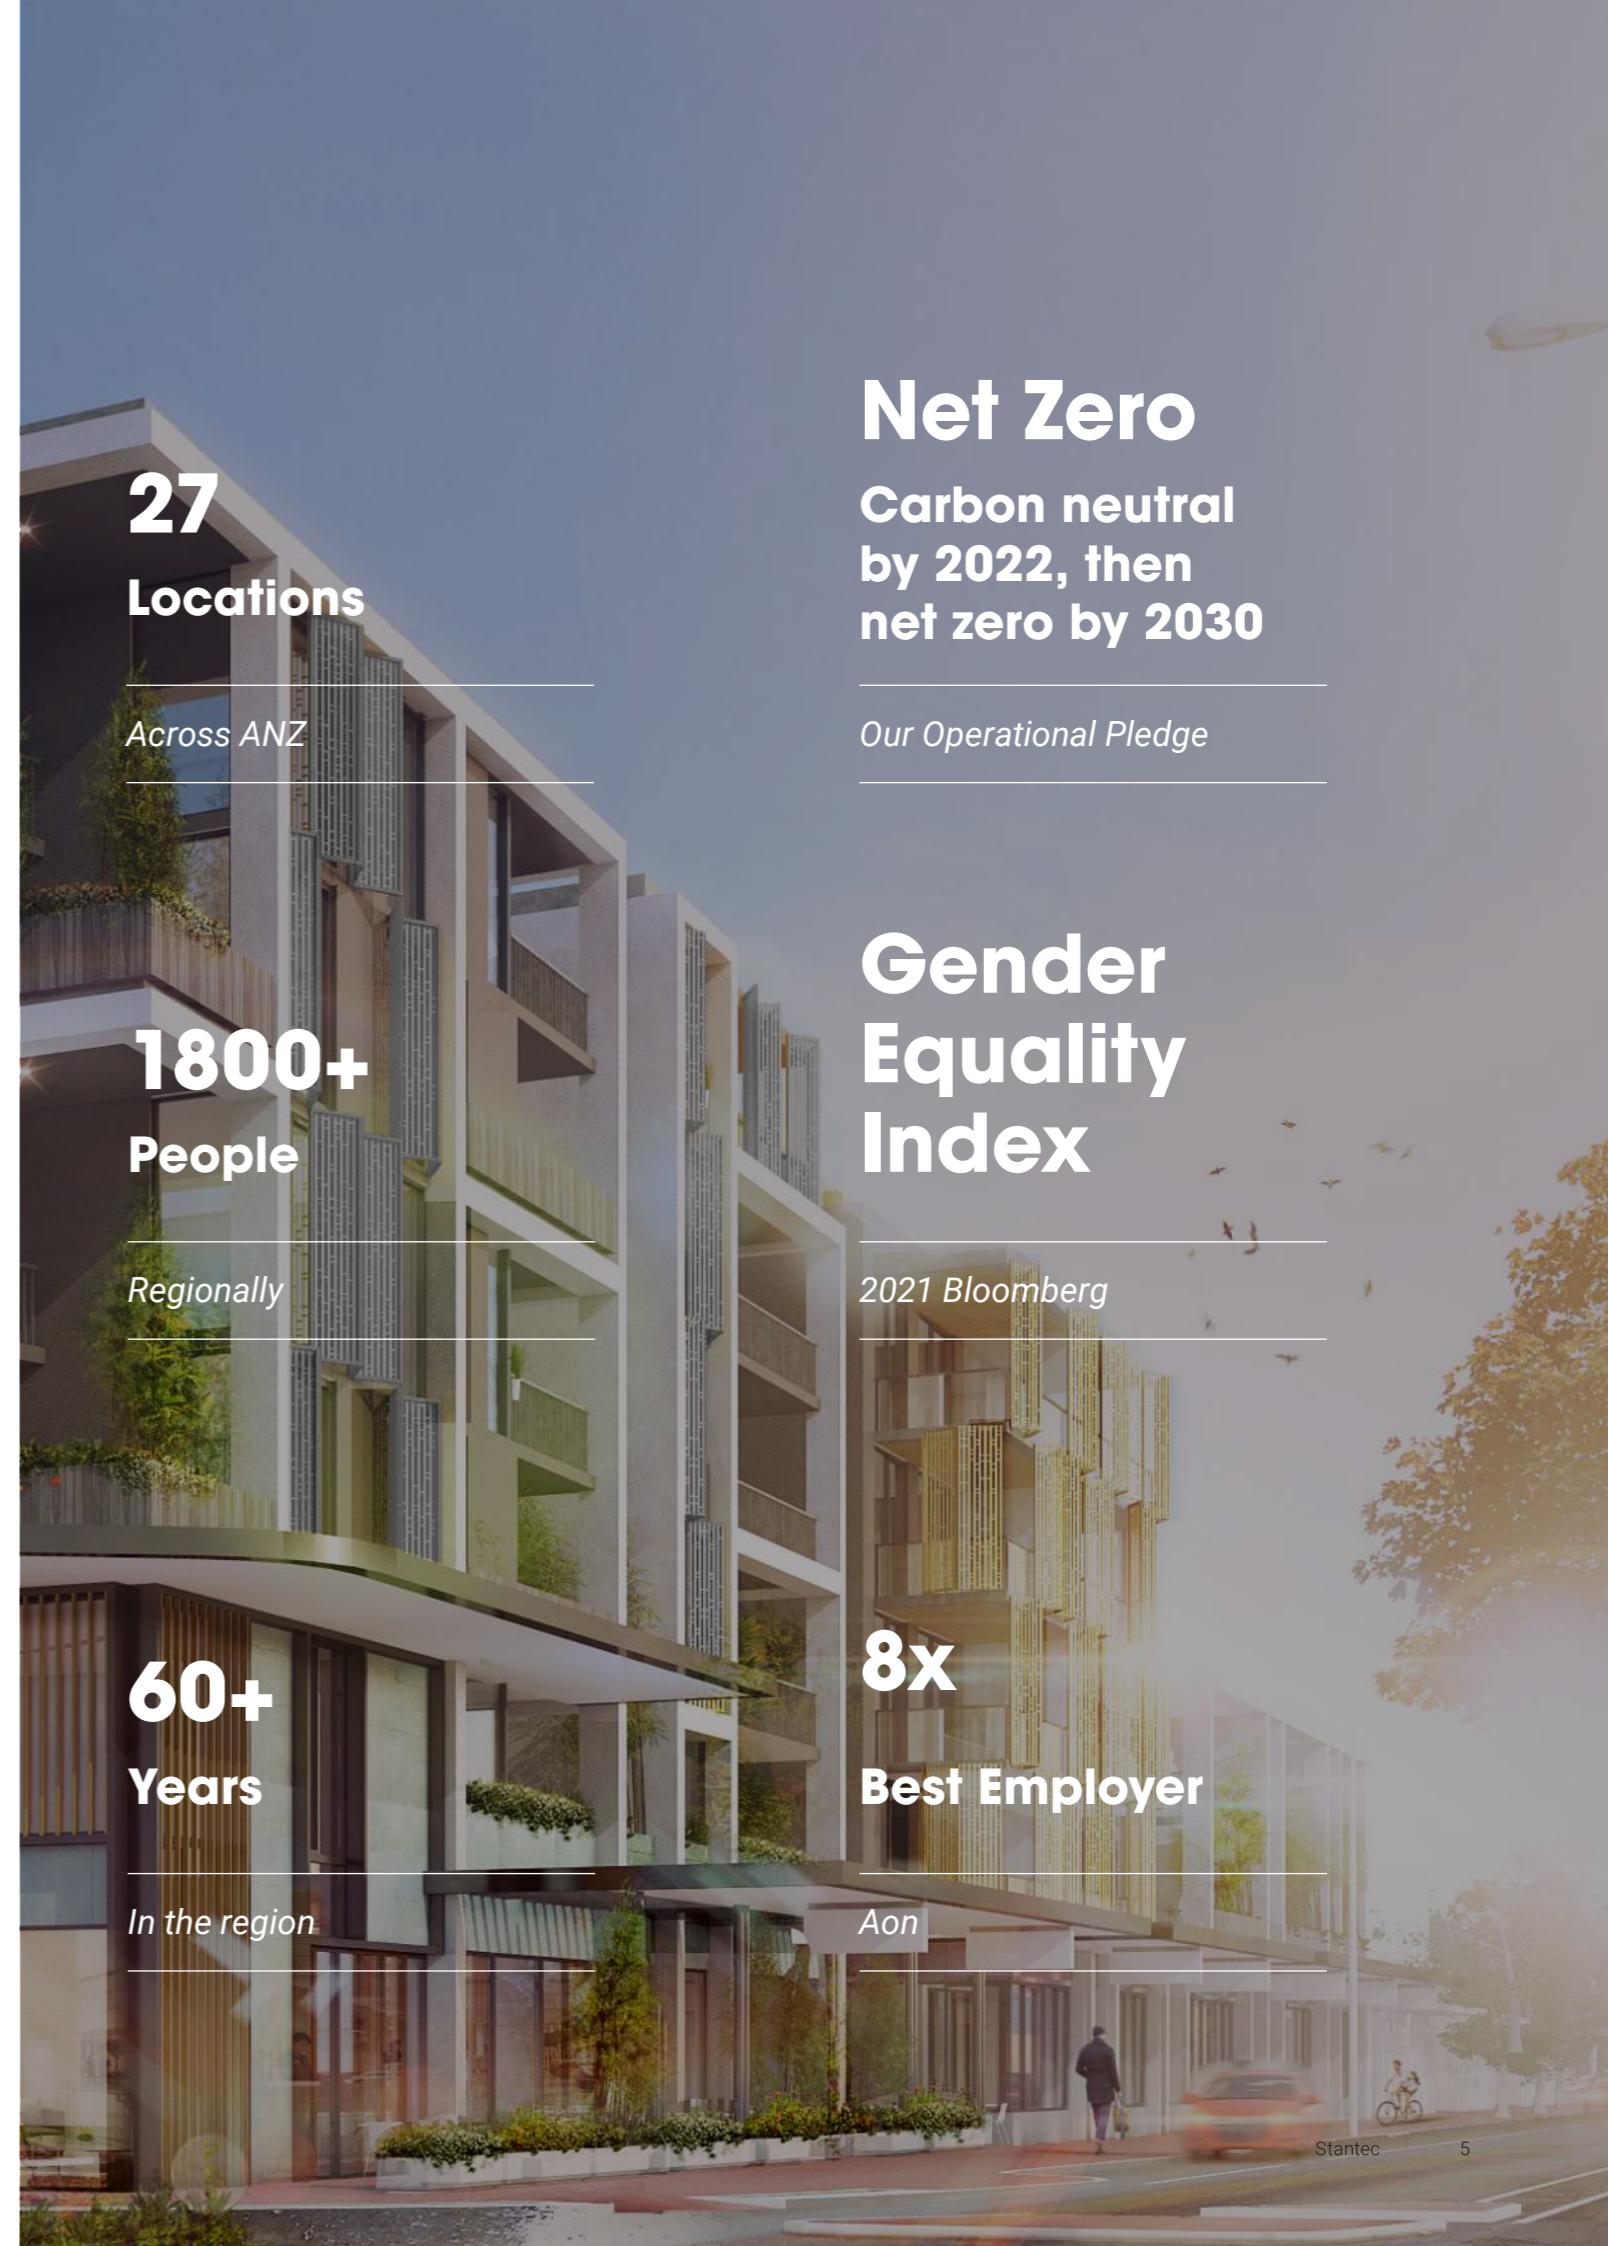 27
Locations
Across ANZ
1800+
People
Regionally
60+
Years
In the region
Net Zero
Carbon neutral
by 2022, then
net zero by 2030
Our Operational Pledge
Gender
Equality
Index
2021 Bloomberg
8x
Best Employer
Aon
Stantec 5